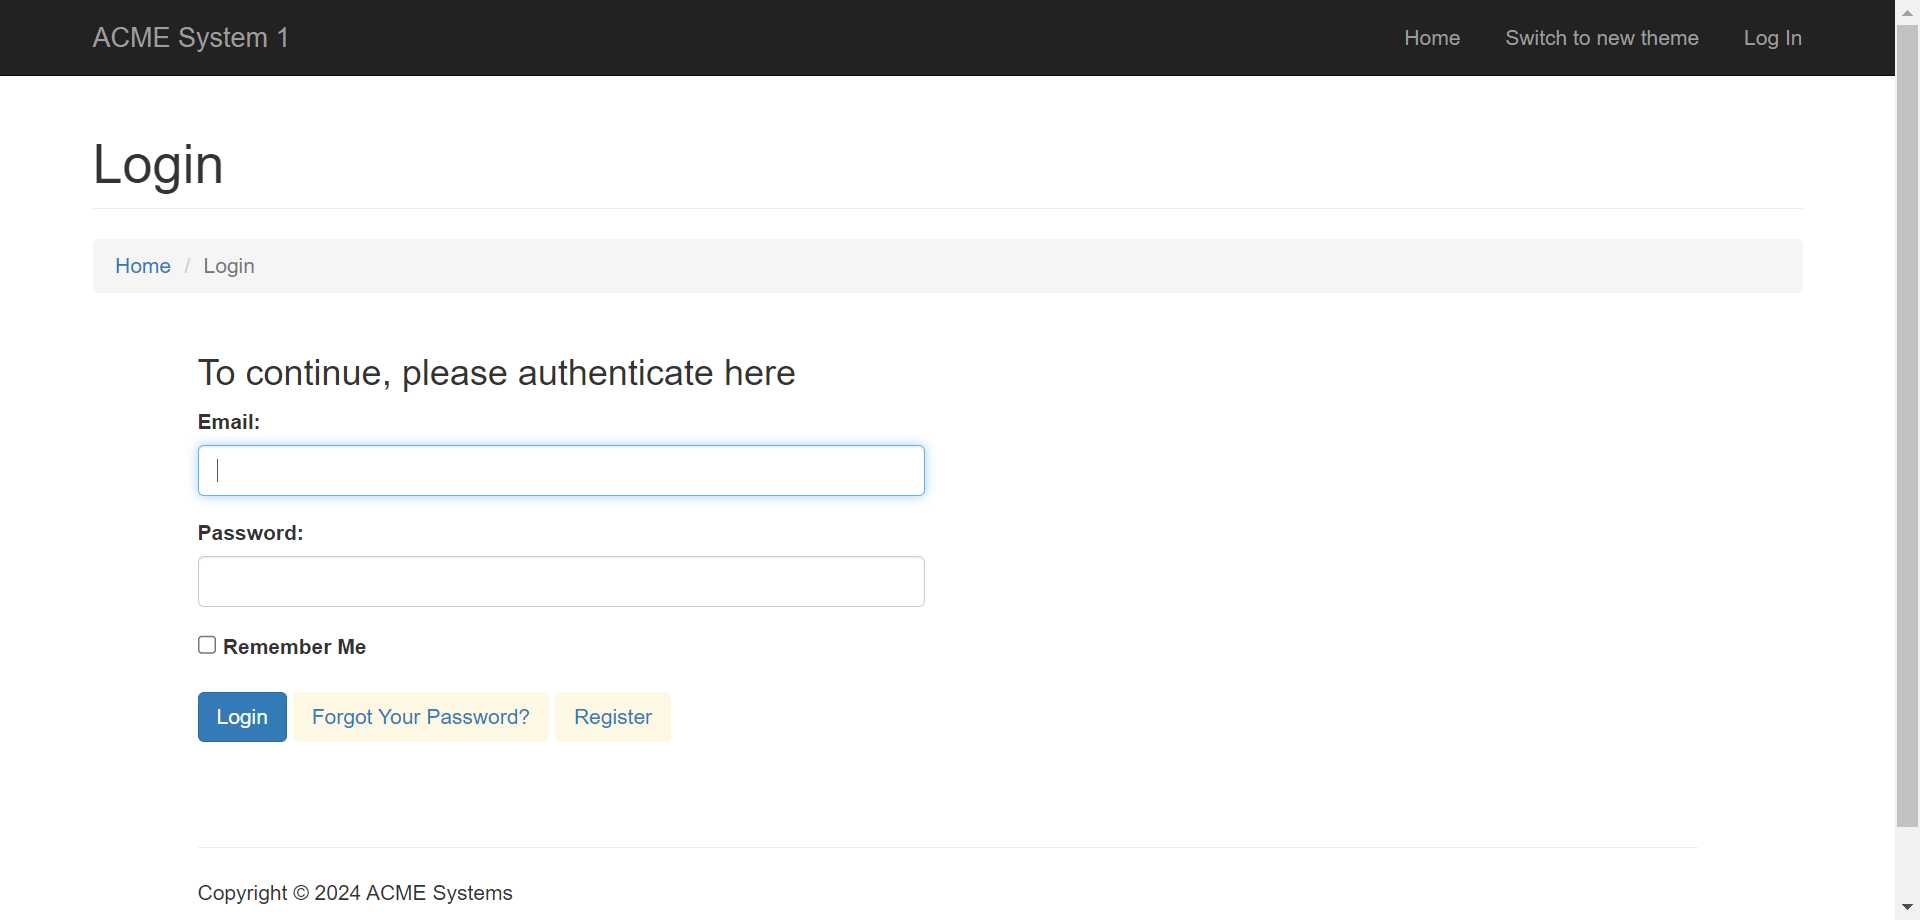 ACME System 1 Home Switch to new theme Log In
Login
Home / Login
To continue, please authenticate here
Email:
Password:
Remember Me
Login Forgot Your Password? Register
Copyright © 2024 ACME Systems